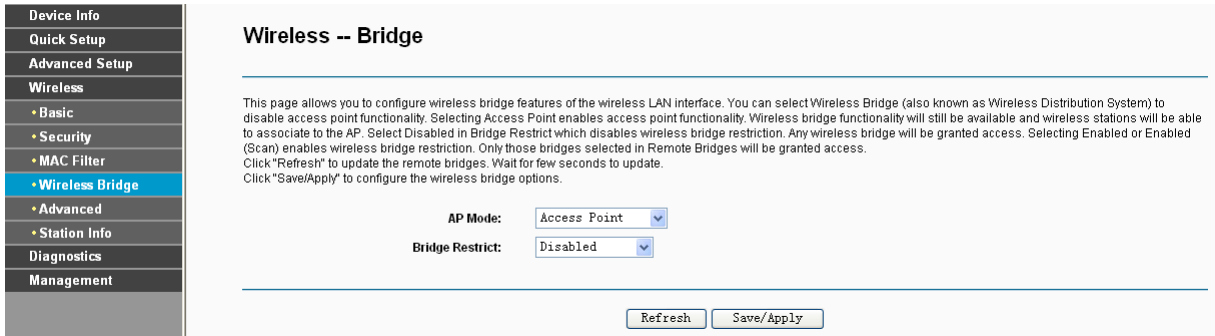 Device Info
Quick Setup
Advanced Setup
Wireless
•Basic
•Security
•MAC Filter
•Wireless Bridge
•Advanced
•Station Info
Diagnostics
Management
Wireless -- Bridge
This page allows you to configure wireless bridge features of the wireless LAN interface. You can select Wireless Bridge (also known as Wireless Distribution System) to
disable access point functionality. Selecting Access Point enables access point functionality. Wireless bridge functionality will still be available and wireless stations will be able
to associate to the AP. Select Disabled in Bridge Restrict which disables wireless bridge restriction. Any wireless bridge will be granted access. Selecting Enabled or Enabled
(Scan) enables wireless bridge restriction. Only those bridges selected in Remote Bridges will be granted access.
Click "Refresh" to update the remote bridges. Wait for few seconds to update.
Click "Save/Apply" to configure the wireless bridge options.
AP Mode: Access Point
Bridge Restrict: Disabled
Refresh Save/Apply